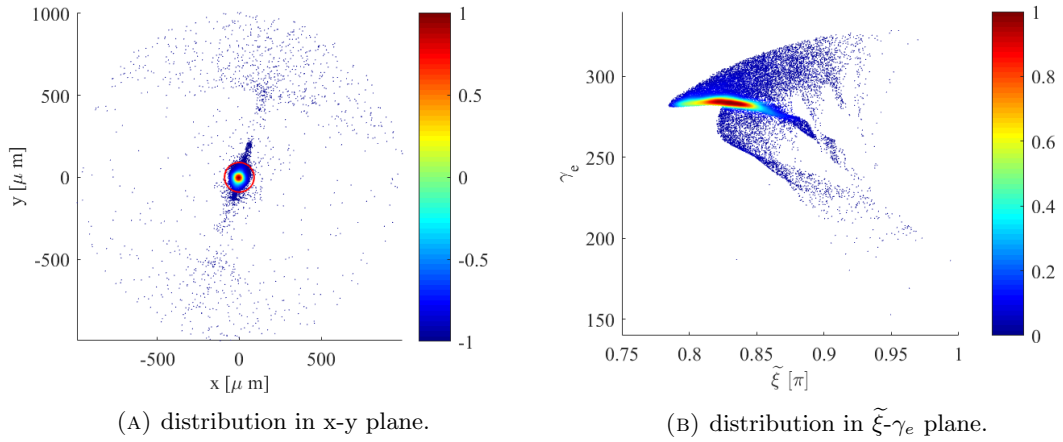 1000
500
0
-500
y [μ m]
-500 0 500
x [μ m]
1
0.5
0
-0.5
-1
(A) distribution in x-y plane.
300
250
200
150
γe
0.75 0.8 0.85 0.9 0.95 1
ξ̃ [π]
1
0.8
0.6
0.4
0.2
0
(B) distribution in ξ̃-γe plane.